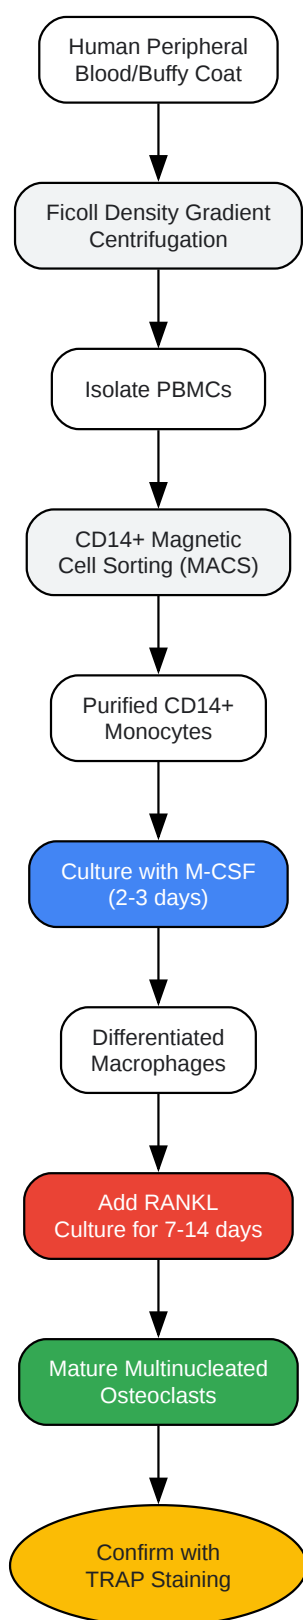 Human Peripheral
Blood/Buffy Coat
Ficoll Density Gradient
Centrifugation
Isolate PBMCs
CD14+ Magnetic
Cell Sorting (MACS)
Purified CD14+
Monocytes
Culture with M-CSF
(2-3 days)
Differentiated
Macrophages
Add RANKL
Culture for 7-14 days
Mature Multinucleated
Osteoclasts
Confirm with
TRAP Staining